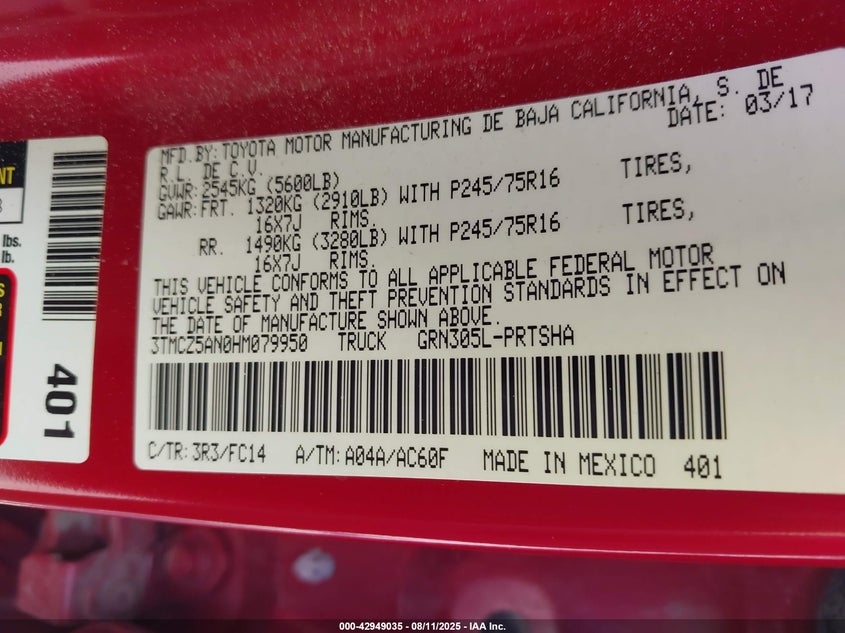 MFD.BY:TOYOTA MOTOR MANUFACTURING DE BAJA CALIFORNIA, S. DE
R.L. DE C.V. DATE: 03/17
GVWR:2545KG (5600LB)
GAWR:FRT. 1320KG (2910LB) WITH P245/75R16 TIRES,
16X7J RIMS.
RR. 1490KG (3280LB) WITH P245/75R16 TIRES,
16X7J RIMS.
THIS VEHICLE CONFORMS TO ALL APPLICABLE FEDERAL MOTOR
VEHICLE SAFETY AND THEFT PREVENTION STANDARDS IN EFFECT ON
THE DATE OF MANUFACTURE SHOWN ABOVE.
3TMCZ5AN0HM079950 TRUCK GRN305L-PRTSHA
C/TR:3R3/FC14 A/TM:A04A/AC60F MADE IN MEXICO 401
lbs.
lb.
401
000-42949035 - 08/11/2025 - IAA Inc.